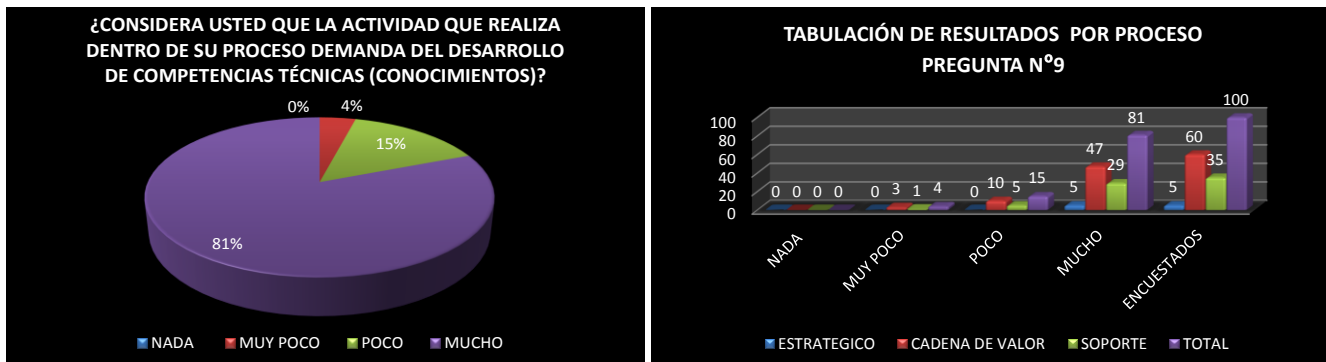 ¿CONSIDERA USTED QUE LA ACTIVIDAD QUE REALIZA
DENTRO DE SU PROCESO DEMANDA DEL DESARROLLO
DE COMPETENCIAS TÉCNICAS (CONOCIMIENTOS)?
0% 4%
15%
81%
NADA MUY POCO POCO MUCHO
TABULACIÓN DE RESULTADOS POR PROCESO
PREGUNTA N°9
100
80
60
40
20
0
0 0 0 0
0 3 1 4
0 10 5 15
5 47 29 81
5 60 35 100
NADA
MUY POCO
POCO
MUCHO
ENCUESTADOS
ESTRATEGICO CADENA DE VALOR SOPORTE TOTAL